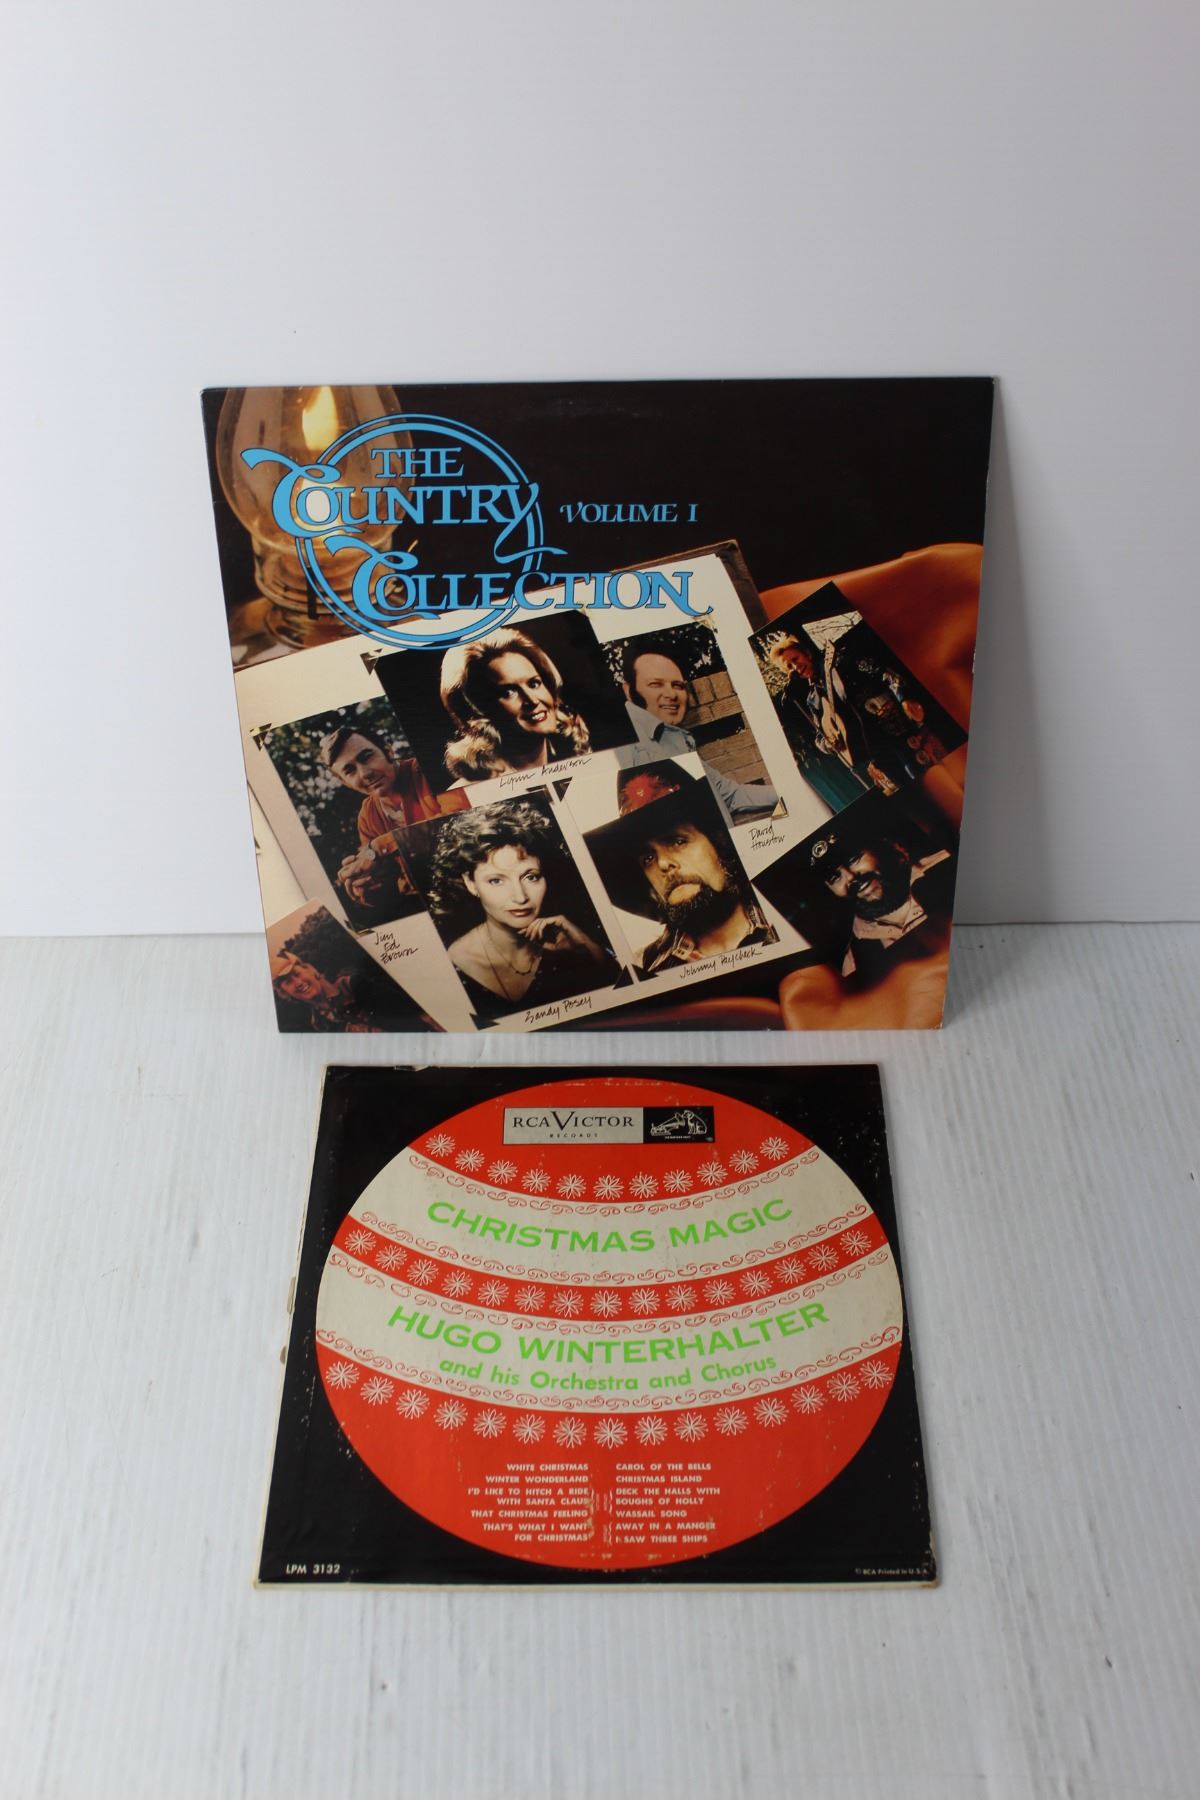 THE
COUNTRY
COLLECTION
VOLUME I
Lynn Anderson
David
Houston
Jim
Ed
Brown
Sandy Posey
Johnny Paycheck
RCA VICTOR
RECORDS
CHRISTMAS MAGIC
HUGO WINTERHALTER
and his Orchestra and Chorus
WHITE CHRISTMAS
WINTER WONDERLAND
I'D LIKE TO HITCH A RIDE
WITH SANTA CLAUS
THAT CHRISTMAS FEELING
THAT'S WHAT I WANT
FOR CHRISTMAS
CAROL OF THE BELLS
CHRISTMAS ISLAND
DECK THE HALLS WITH
BOUGHS OF HOLLY
WASSAIL SONG
AWAY IN A MANGER
I SAW THREE SHIPS
LPM 3132
© RCA Printed in U.S.A.